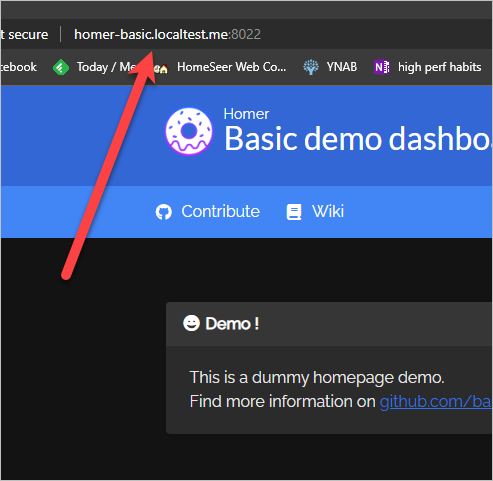 t secure homer-basic.localtest.me:8022
cebook Today / Me HomeSeer Web Co... YNAB N high perf habits
Homer
Basic demo dashboa
Contribute Wiki
Demo !
This is a dummy homepage demo.
Find more information on github.com/ba